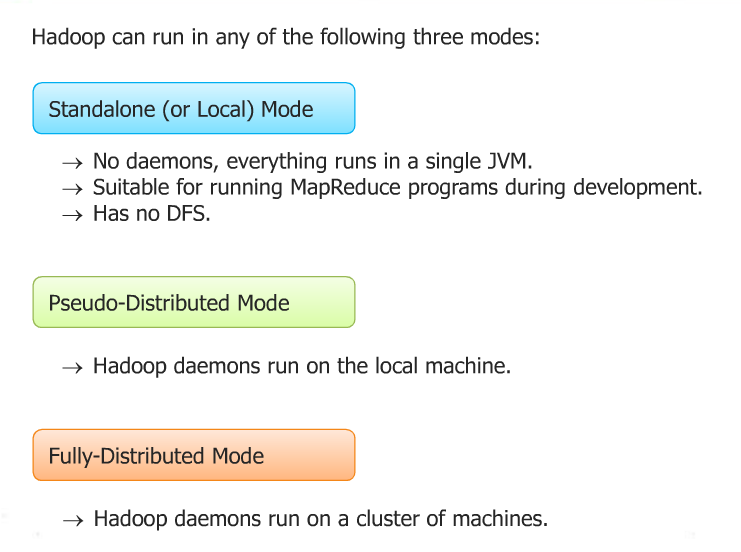 Hadoop can run in any of the following three modes:
Standalone (or Local) Mode
→ No daemons, everything runs in a single JVM.
→ Suitable for running MapReduce programs during development.
→ Has no DFS.
Pseudo-Distributed Mode
→ Hadoop daemons run on the local machine.
Fully-Distributed Mode
→ Hadoop daemons run on a cluster of machines.